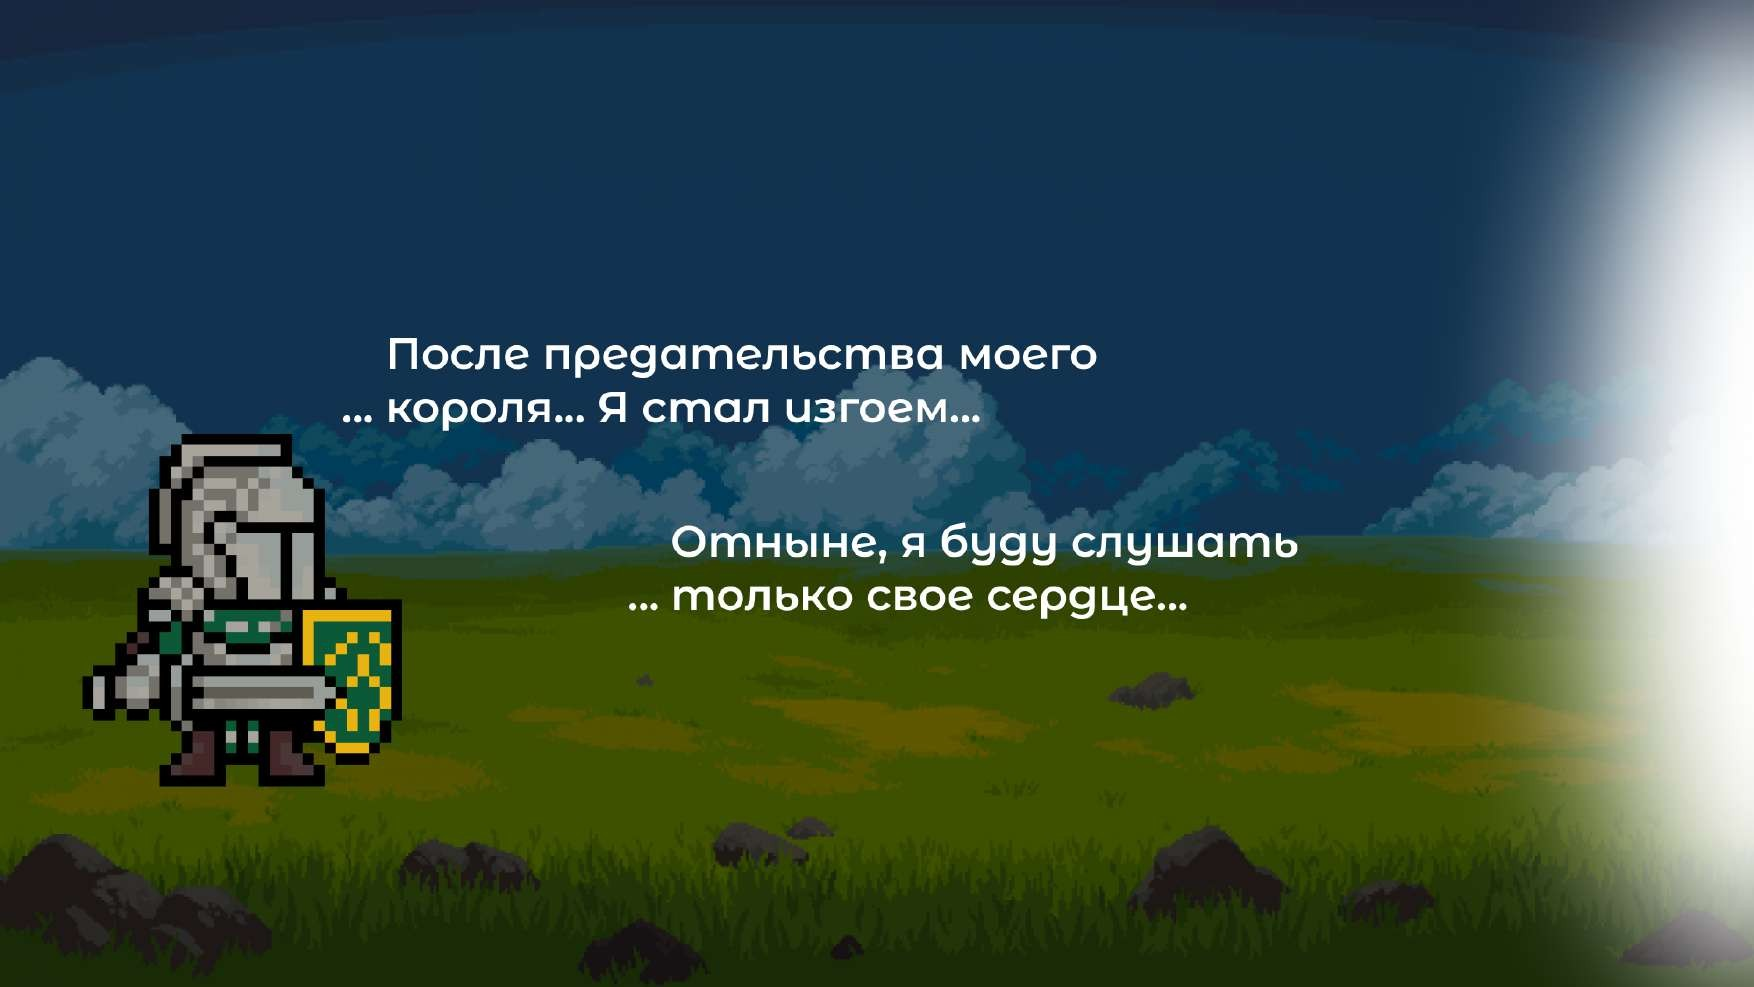 После предательства моего
... короля... Я стал изгоем...
Отныне, я буду слушать
... только свое сердце...